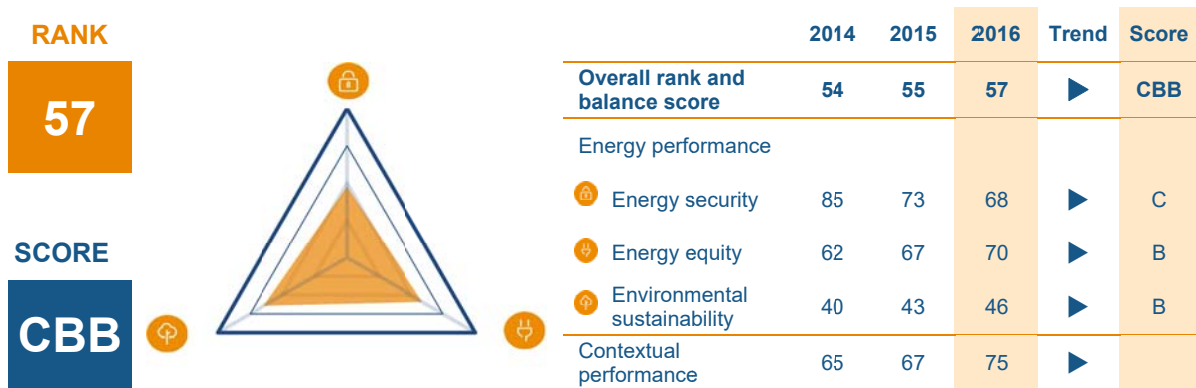 RANK
57
SCORE
CBB
2014 2015 2016 Trend Score
Overall rank and
balance score 54 55 57 CBB
Energy performance
Energy security 85 73 68 C
Energy equity 62 67 70 B
Environmental
sustainability 40 43 46 B
Contextual
performance 65 67 75